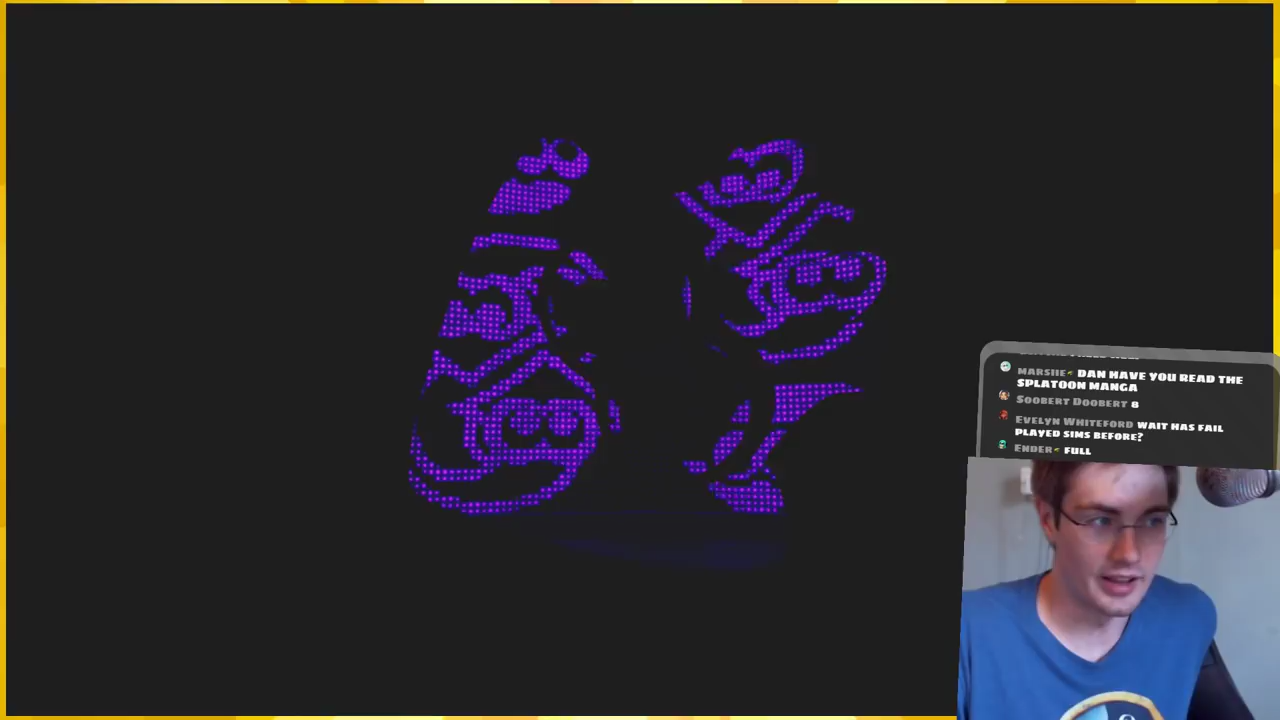 MARSIIE DAN HAVE YOU READ THE
SPLATOON MANGA
SOOBERT DOOBERT 8
EVELYN WHITEFORD WAIT HAS FAIL
PLAYED SIMS BEFORE?
ENDER FULL